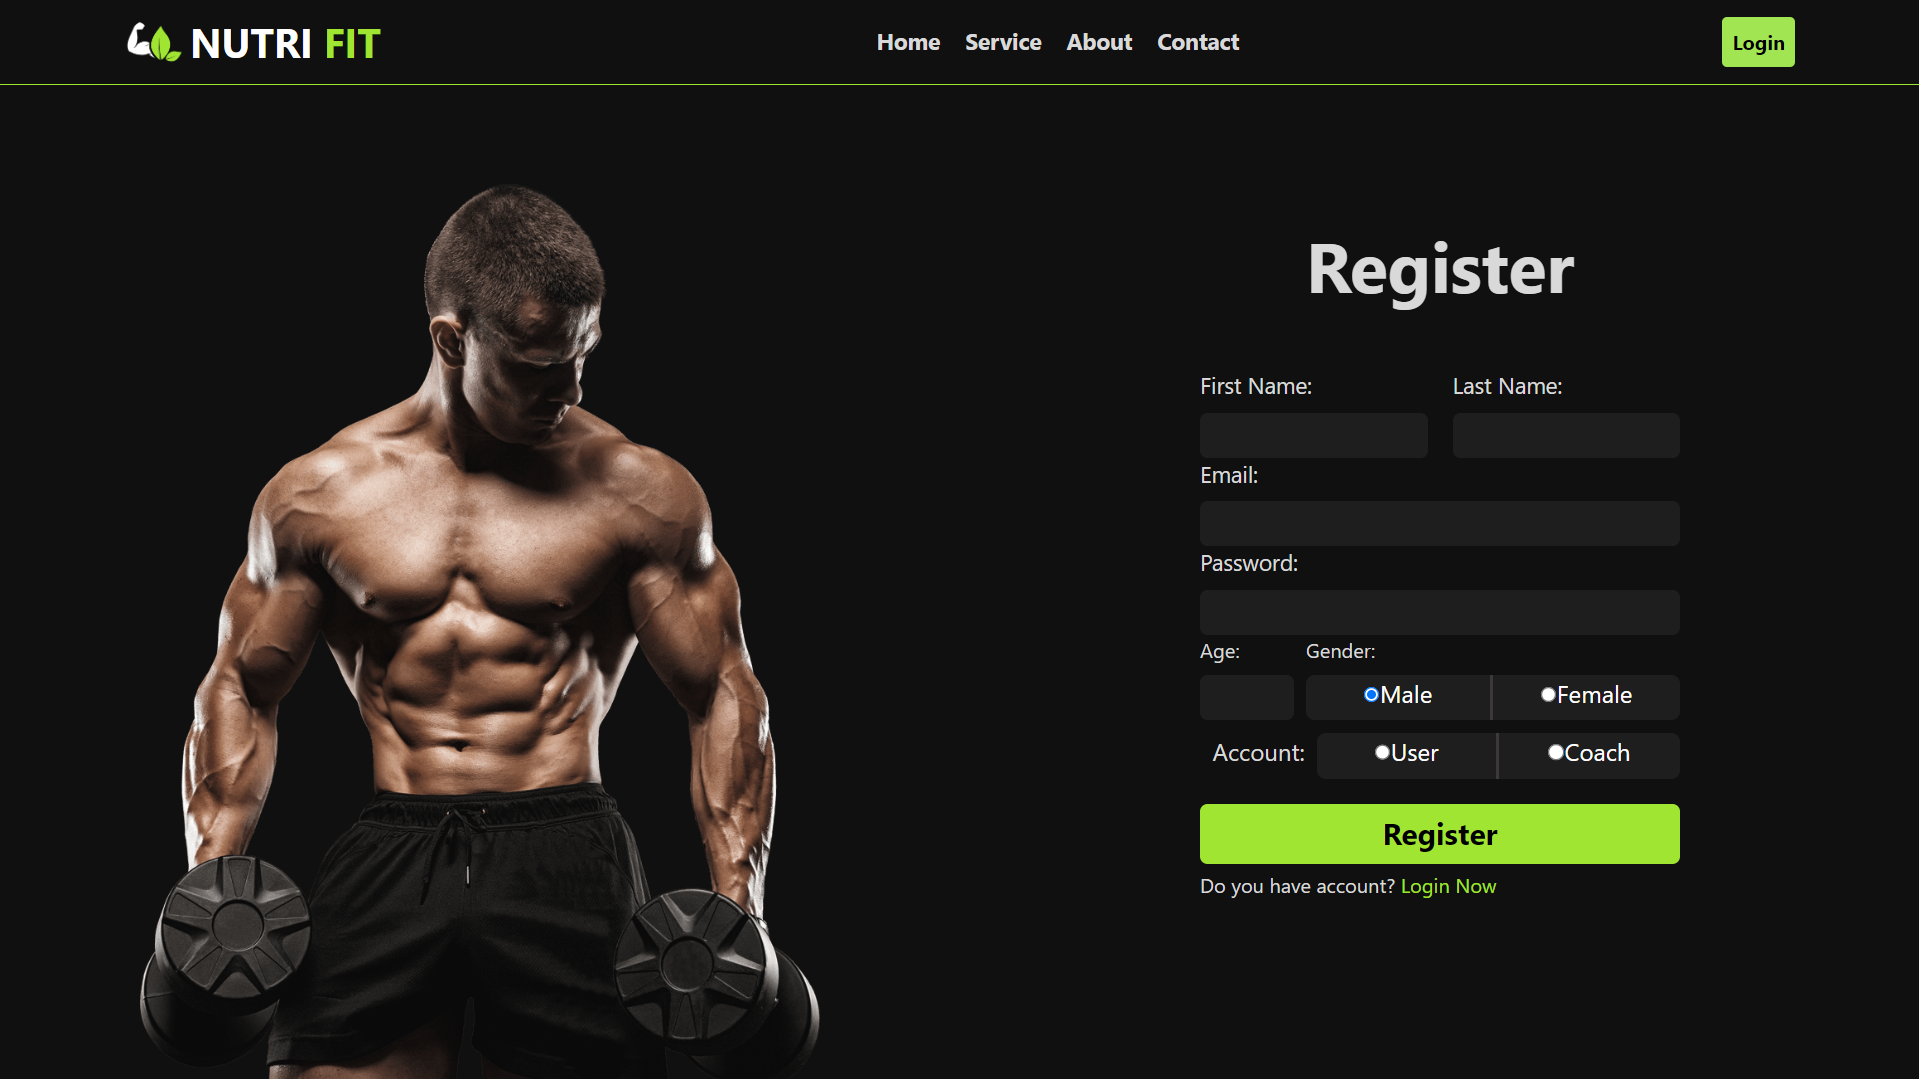 NUTRI FIT
Home Service About Contact
Login
Register
First Name: Last Name:
Email:
Password:
Age: Gender:
Male Female
Account: User Coach
Register
Do you have account? Login Now